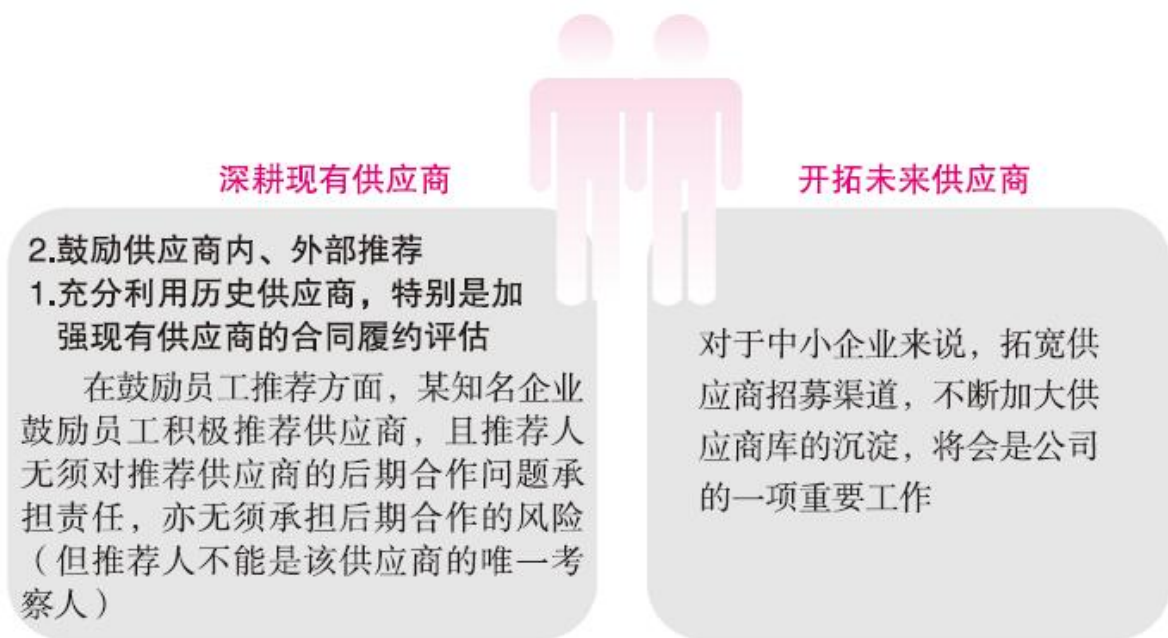 深耕现有供应商
2.鼓励供应商内、外部推荐
1.充分利用历史供应商，特别是加
强现有供应商的合同履约评估
在鼓励员工推荐方面，某知名企业
鼓励员工积极推荐供应商，且推荐人
无须对推荐供应商的后期合作问题承
担责任，亦无须承担后期合作的风险
（但推荐人不能是该供应商的唯一考
察人）
开拓未来供应商
对于中小企业来说，拓宽供
应商招募渠道，不断加大供
应商库的沉淀，将会是公司
的一项重要工作